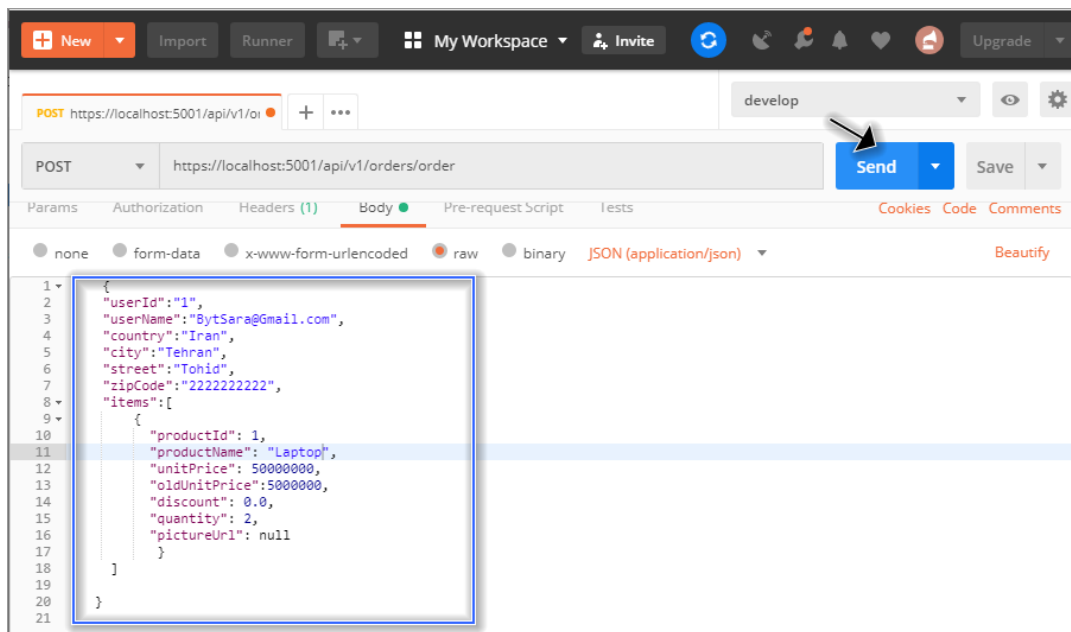 New Import Runner My Workspace Invite Upgrade
POST https://localhost:5001/api/v1/or develop
POST https://localhost:5001/api/v1/orders/order Send Save
Params Authorization Headers (1) Body Pre-request Script Tests Cookies Code Comments
none form-data x-www-form-urlencoded raw binary JSON (application/json) Beautify
1 {
2 "userId":"1",
3 "userName":"BytSara@Gmail.com",
4 "country":"Iran",
5 "city":"Tehran",
6 "street":"Tohid",
7 "zipCode":"2222222222",
8 "items":[
9 {
10 "productId": 1,
11 "productName": "Laptop",
12 "unitPrice": 50000000,
13 "oldUnitPrice":5000000,
14 "discount": 0.0,
15 "quantity": 2,
16 "pictureUrl": null
17 }
18 ]
19
20 }
21